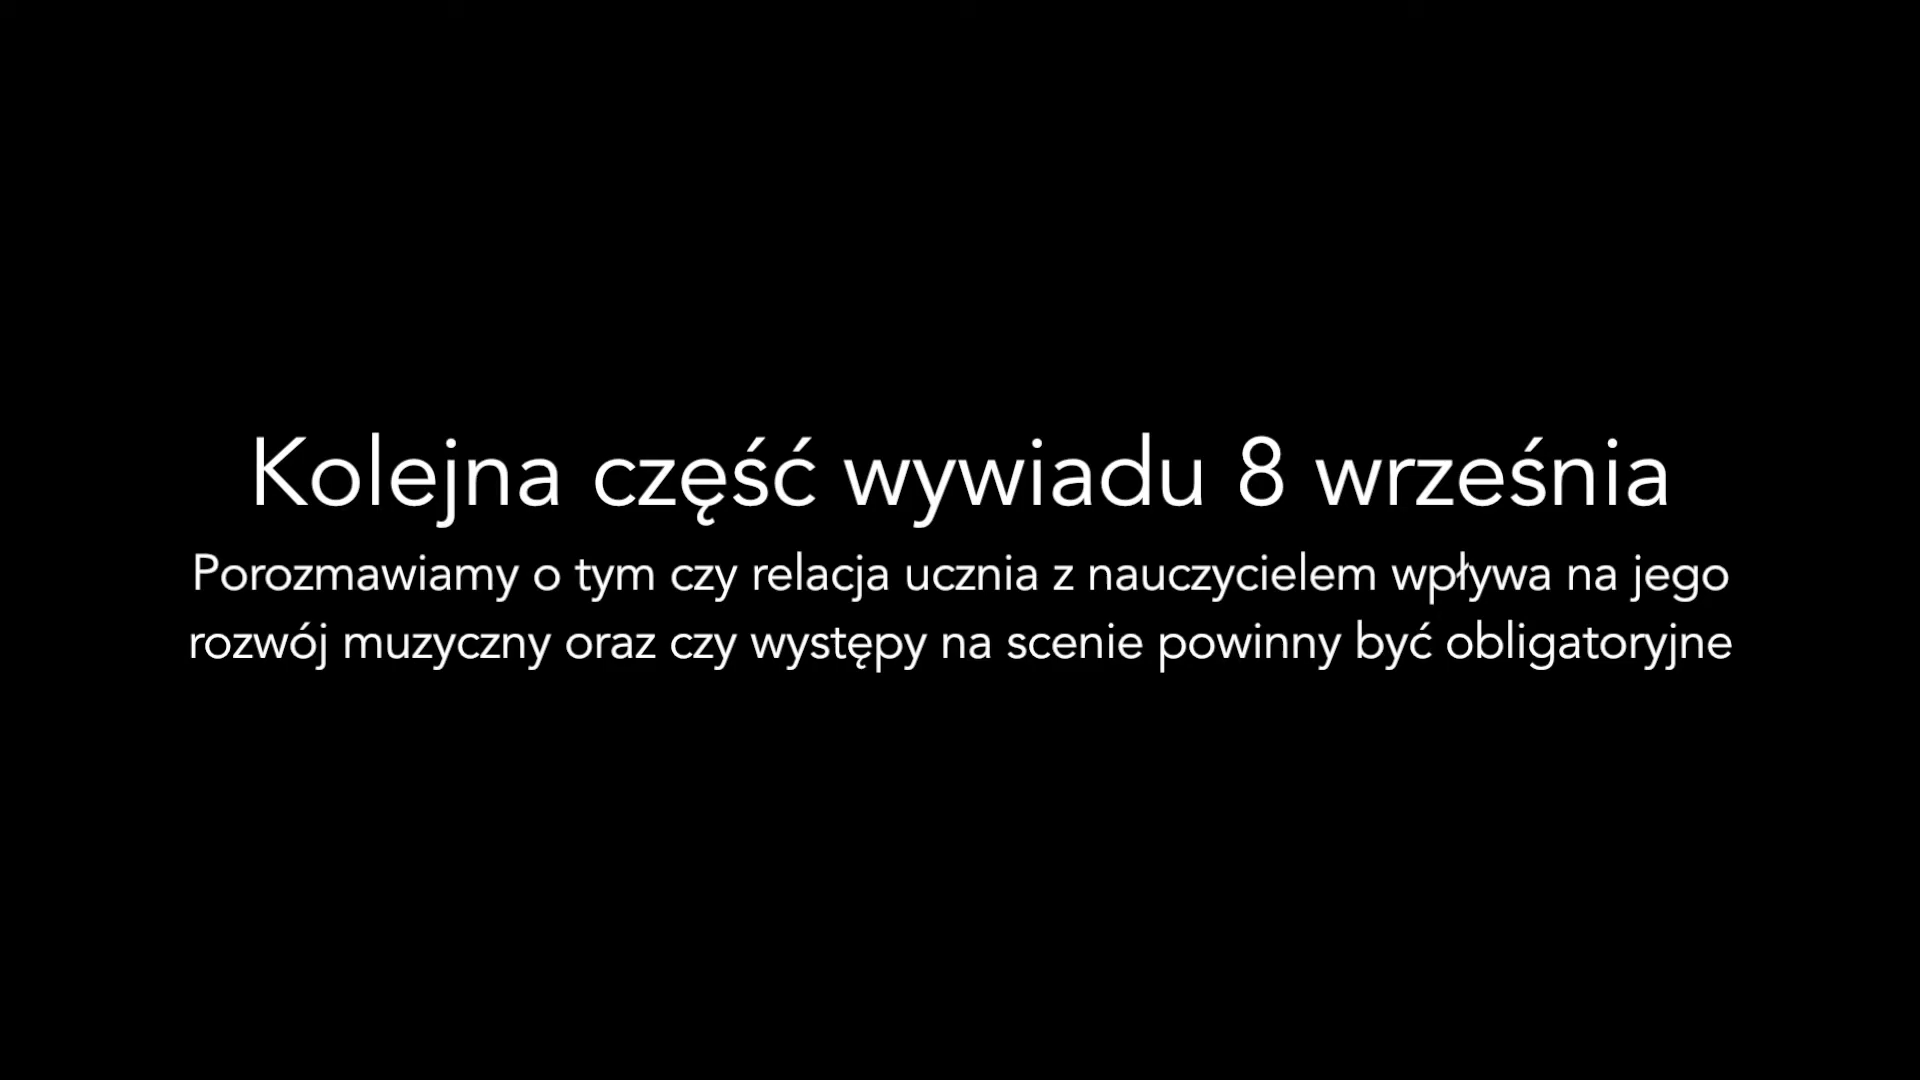 Kolejna część wywiadu 8 września
Porozmawiamy o tym czy relacja ucznia z nauczycielem wpływa na jego
rozwój muzyczny oraz czy występy na scenie powinny być obligatoryjne